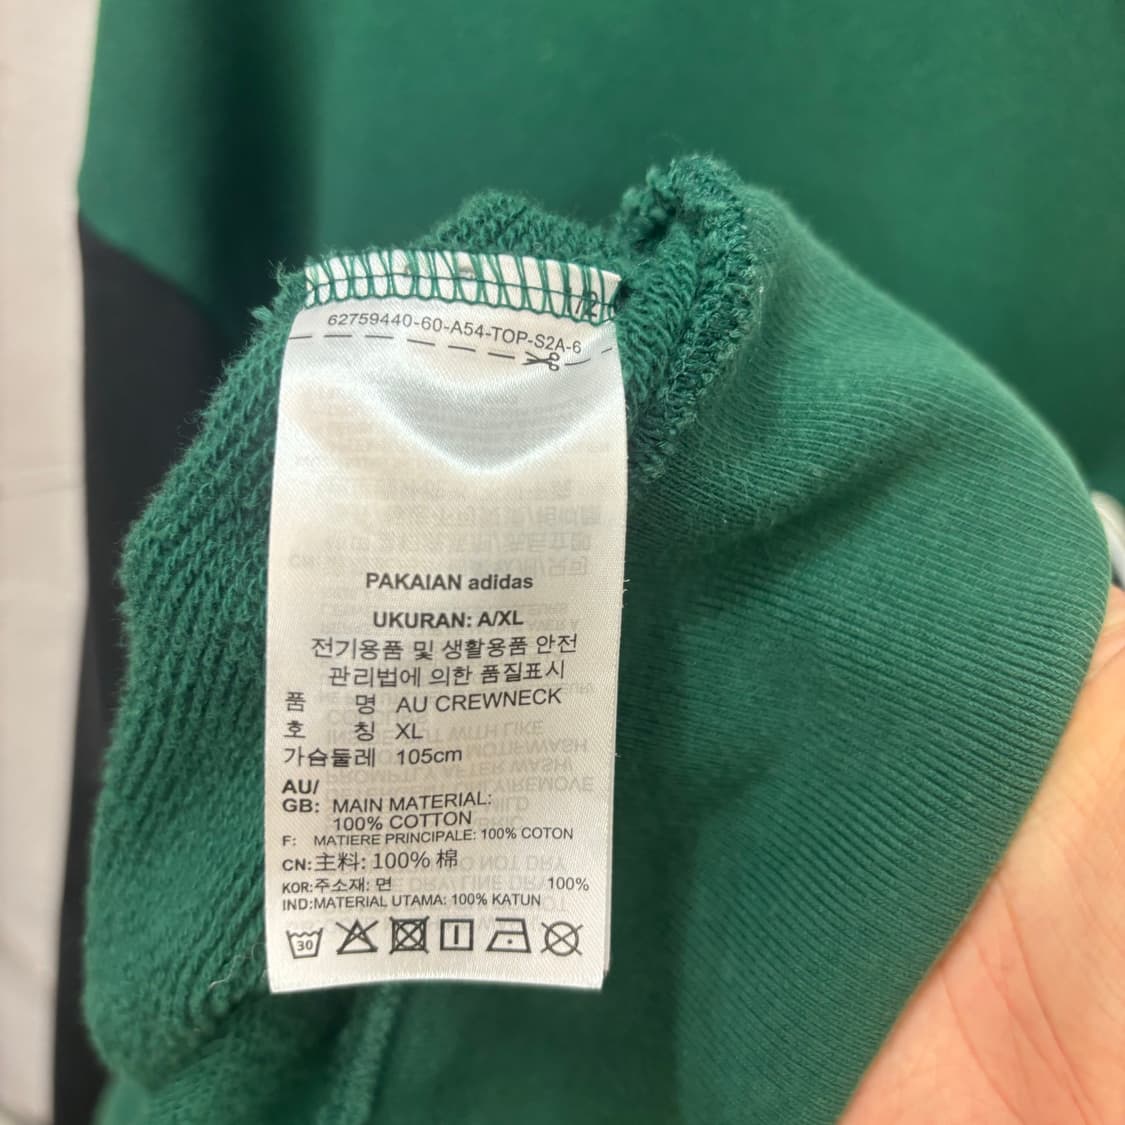 72
62759440-60-A54-TOP-S2A-6
PAKAIAN adidas
UKURAN: A/XL
전기용품 및 생활용품 안전
관리법에 의한 품질표시
품 명 AU CREWNECK
호 칭 XL
가슴둘레 105cm
AU/
GB: MAIN MATERIAL:
100% COTTON
F: MATIERE PRINCIPALE: 100% COTON
CN: 主料: 100% 棉
KOR: 주소재: 면 100%
IND:MATERIAL UTAMA: 100% KATUN
30